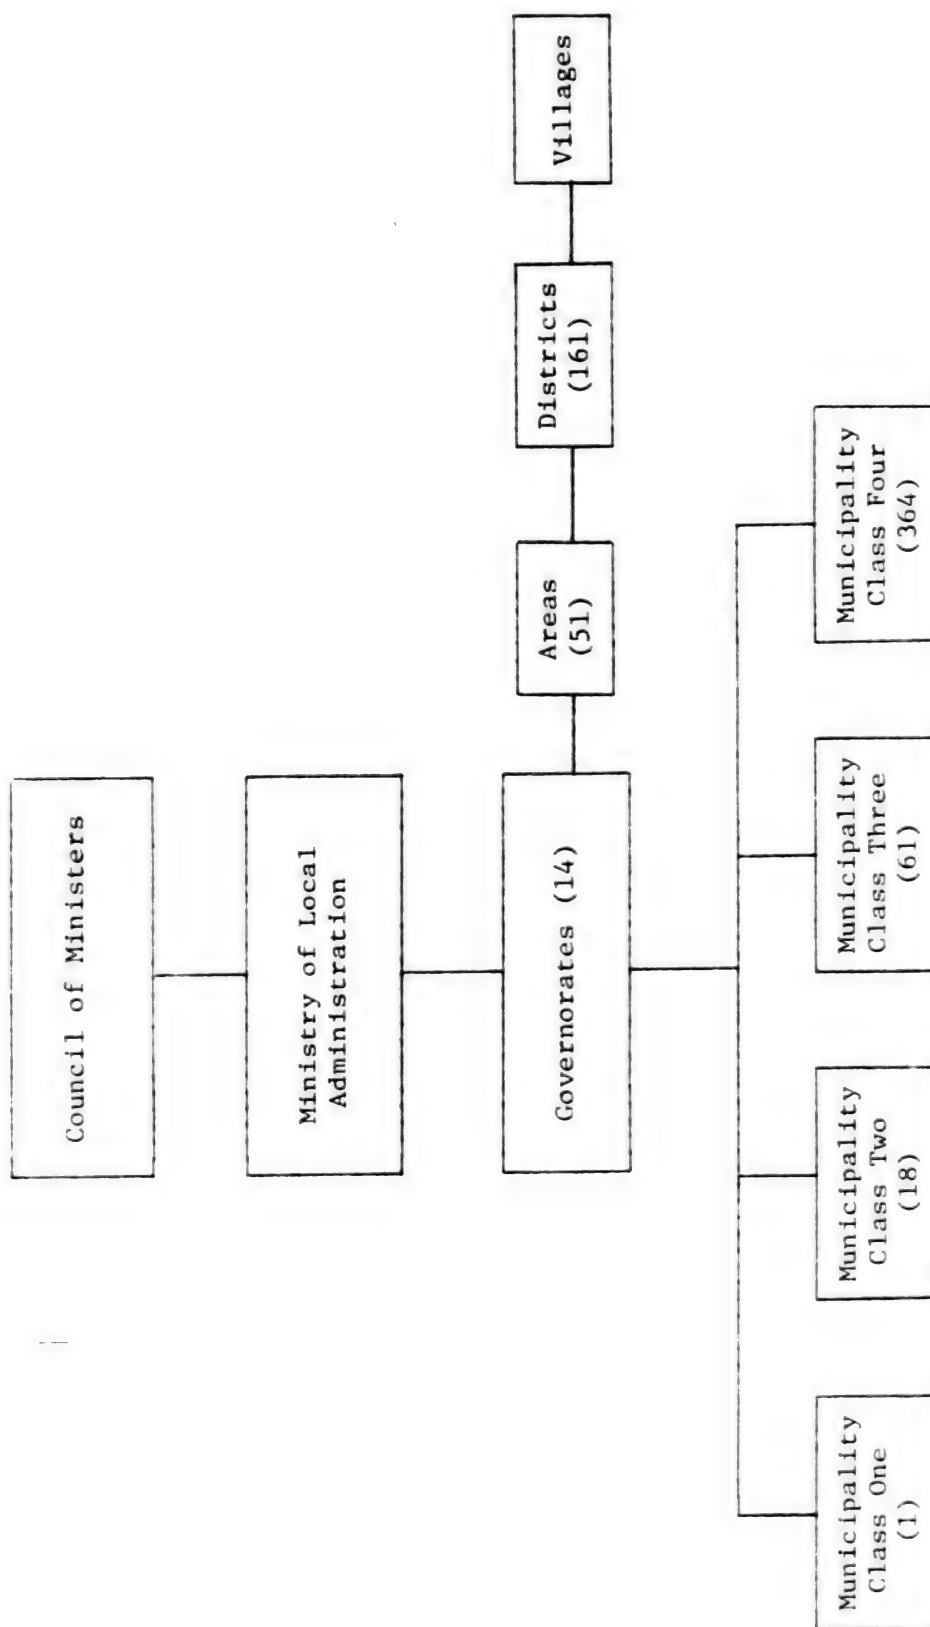 Council of Ministers
Ministry of Local
Administration
Governorates (14)
Areas
(51)
Districts
(161)
Villages
Municipality
Class One
(1)
Municipality
Class Two
(18)
Municipality
Class Three
(61)
Municipality
Class Four
(364)